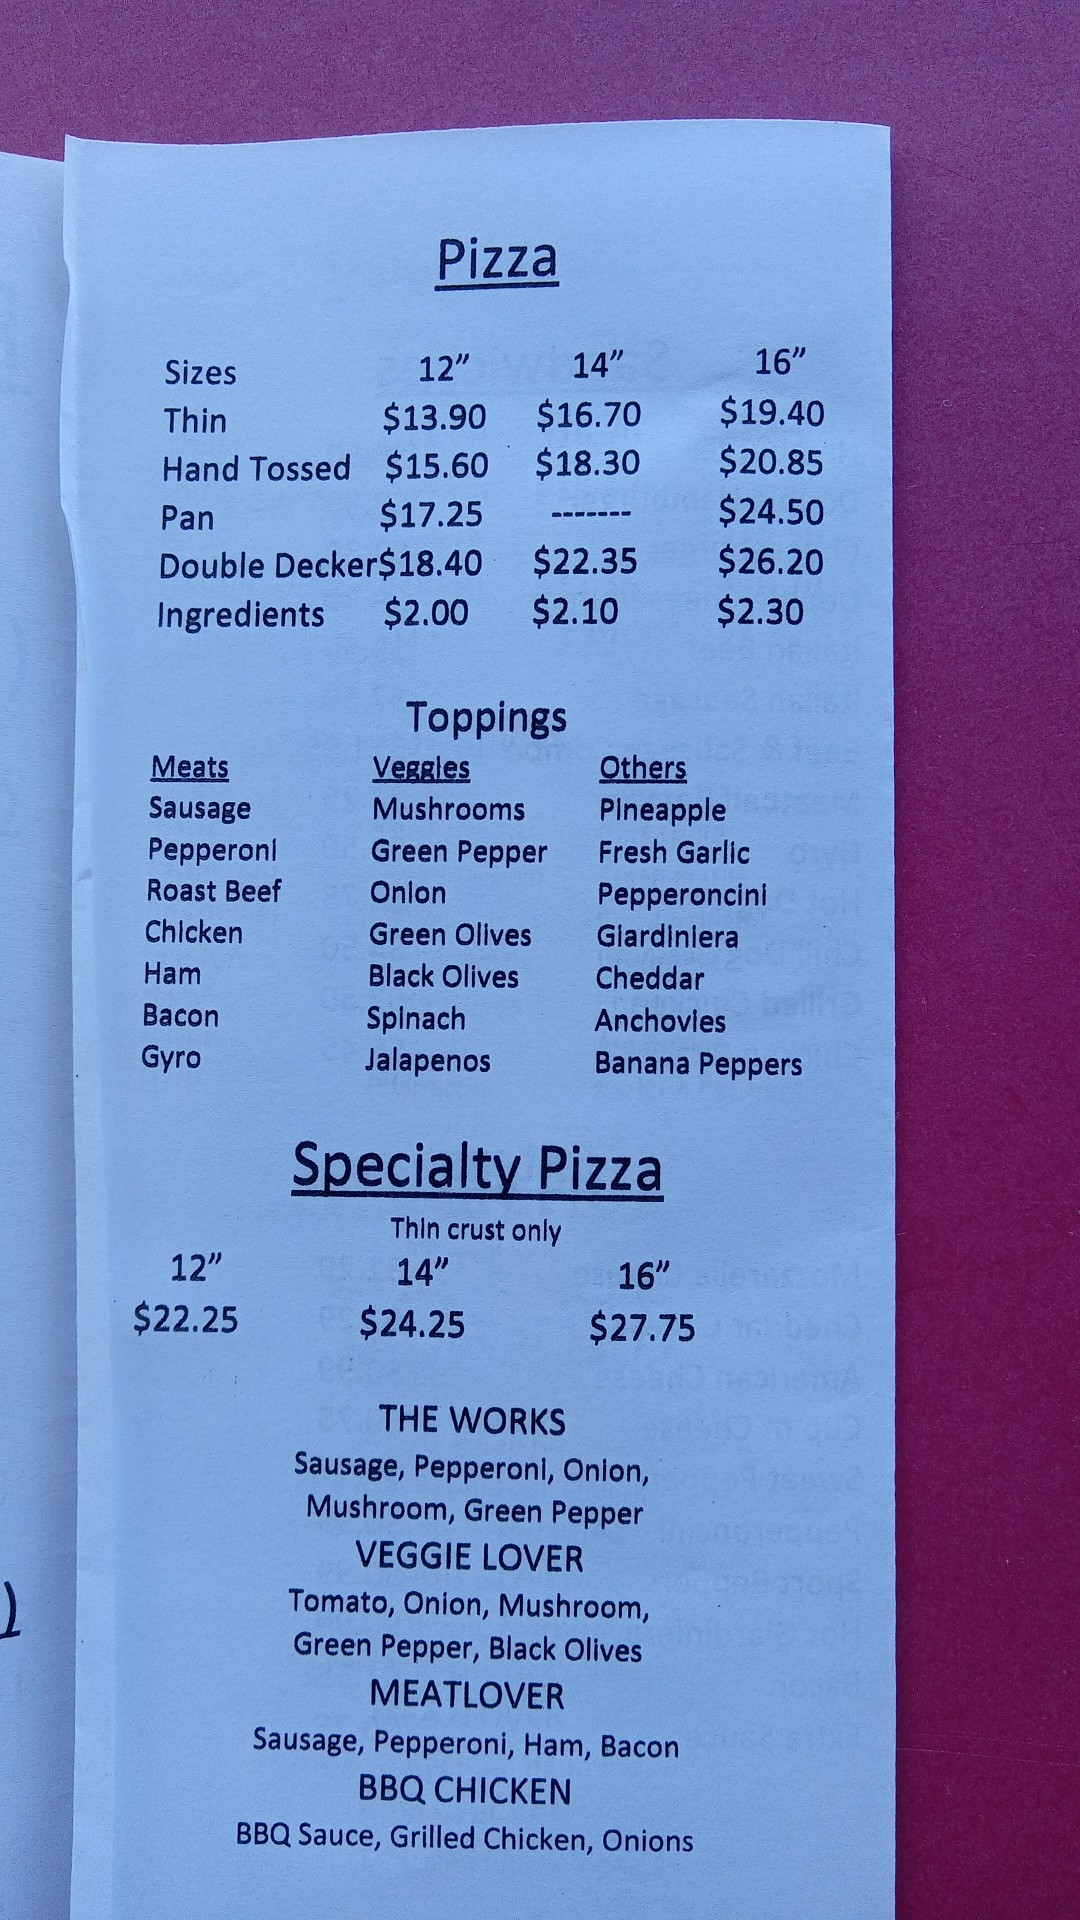 Pizza
Sizes 12” 14” 16”
Thin $13.90 $16.70 $19.40
Hand Tossed $15.60 $18.30 $20.85
Pan $17.25 ------- $24.50
Double Decker $18.40 $22.35 $26.20
Ingredients $2.00 $2.10 $2.30
Toppings
Meats Veggies Others
Sausage Mushrooms Pineapple
Pepperoni Green Pepper Fresh Garlic
Roast Beef Onion Pepperoncini
Chicken Green Olives Giardiniera
Ham Black Olives Cheddar
Bacon Spinach Anchovies
Gyro Jalapenos Banana Peppers
Specialty Pizza
Thin crust only
12” 14” 16”
$22.25 $24.25 $27.75
THE WORKS
Sausage, Pepperoni, Onion,
Mushroom, Green Pepper
VEGGIE LOVER
Tomato, Onion, Mushroom,
Green Pepper, Black Olives
MEATLOVER
Sausage, Pepperoni, Ham, Bacon
BBQ CHICKEN
BBQ Sauce, Grilled Chicken, Onions